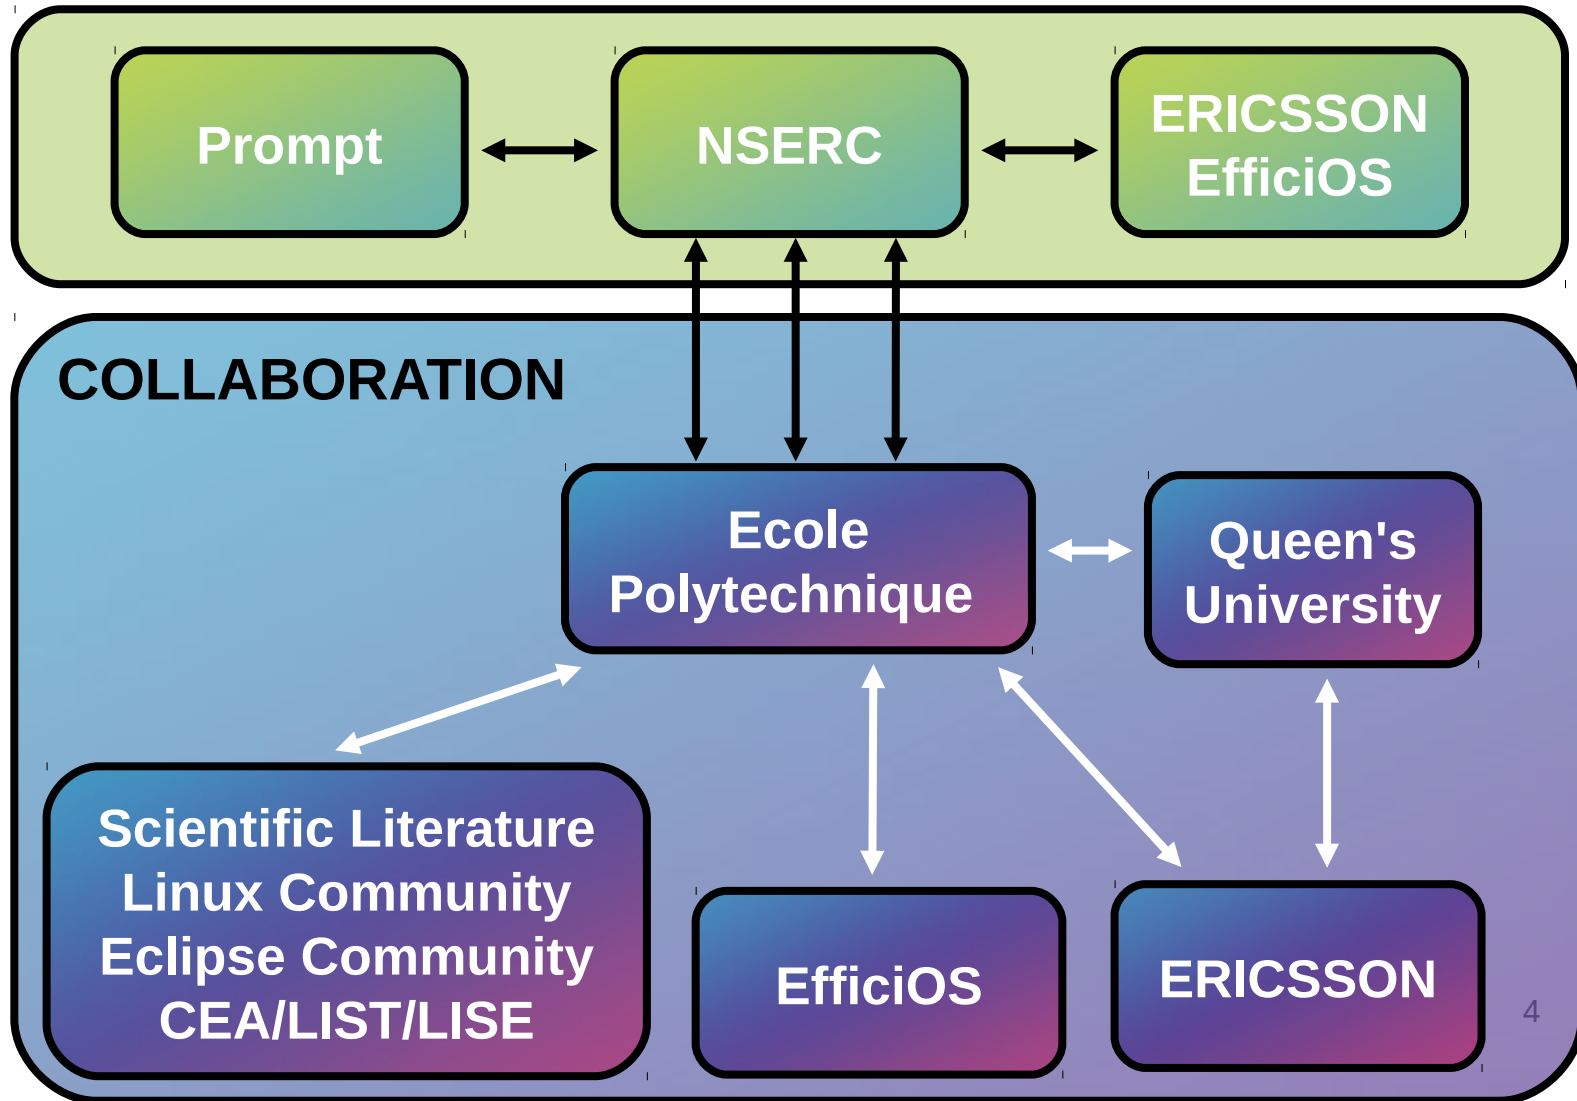 Prompt
NSERC
ERICSSON
EfficiOS
COLLABORATION
Ecole
Polytechnique
Queen's
University
Scientific Literature
Linux Community
Eclipse Community
CEA/LIST/LISE
EfficiOS
ERICSSON
4